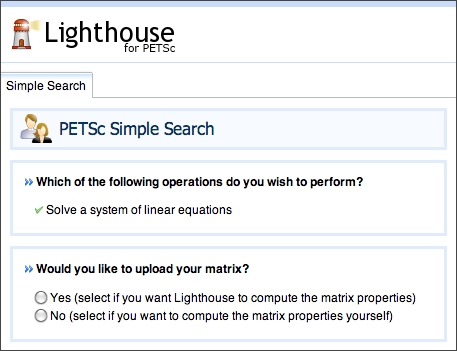 Lighthouse
for PETSc
Simple Search
PETSc Simple Search
Which of the following operations do you wish to perform?
Solve a system of linear equations
Would you like to upload your matrix?
Yes (select if you want Lighthouse to compute the matrix properties)
No (select if you want to compute the matrix properties yourself)